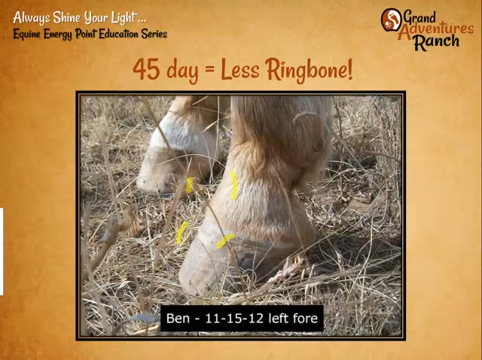 Always Shine Your Light...
Equine Energy Point Education Series
Grand
Adventures
Ranch
45 day = Less Ringbone!
Ben - 11-15-12 left fore